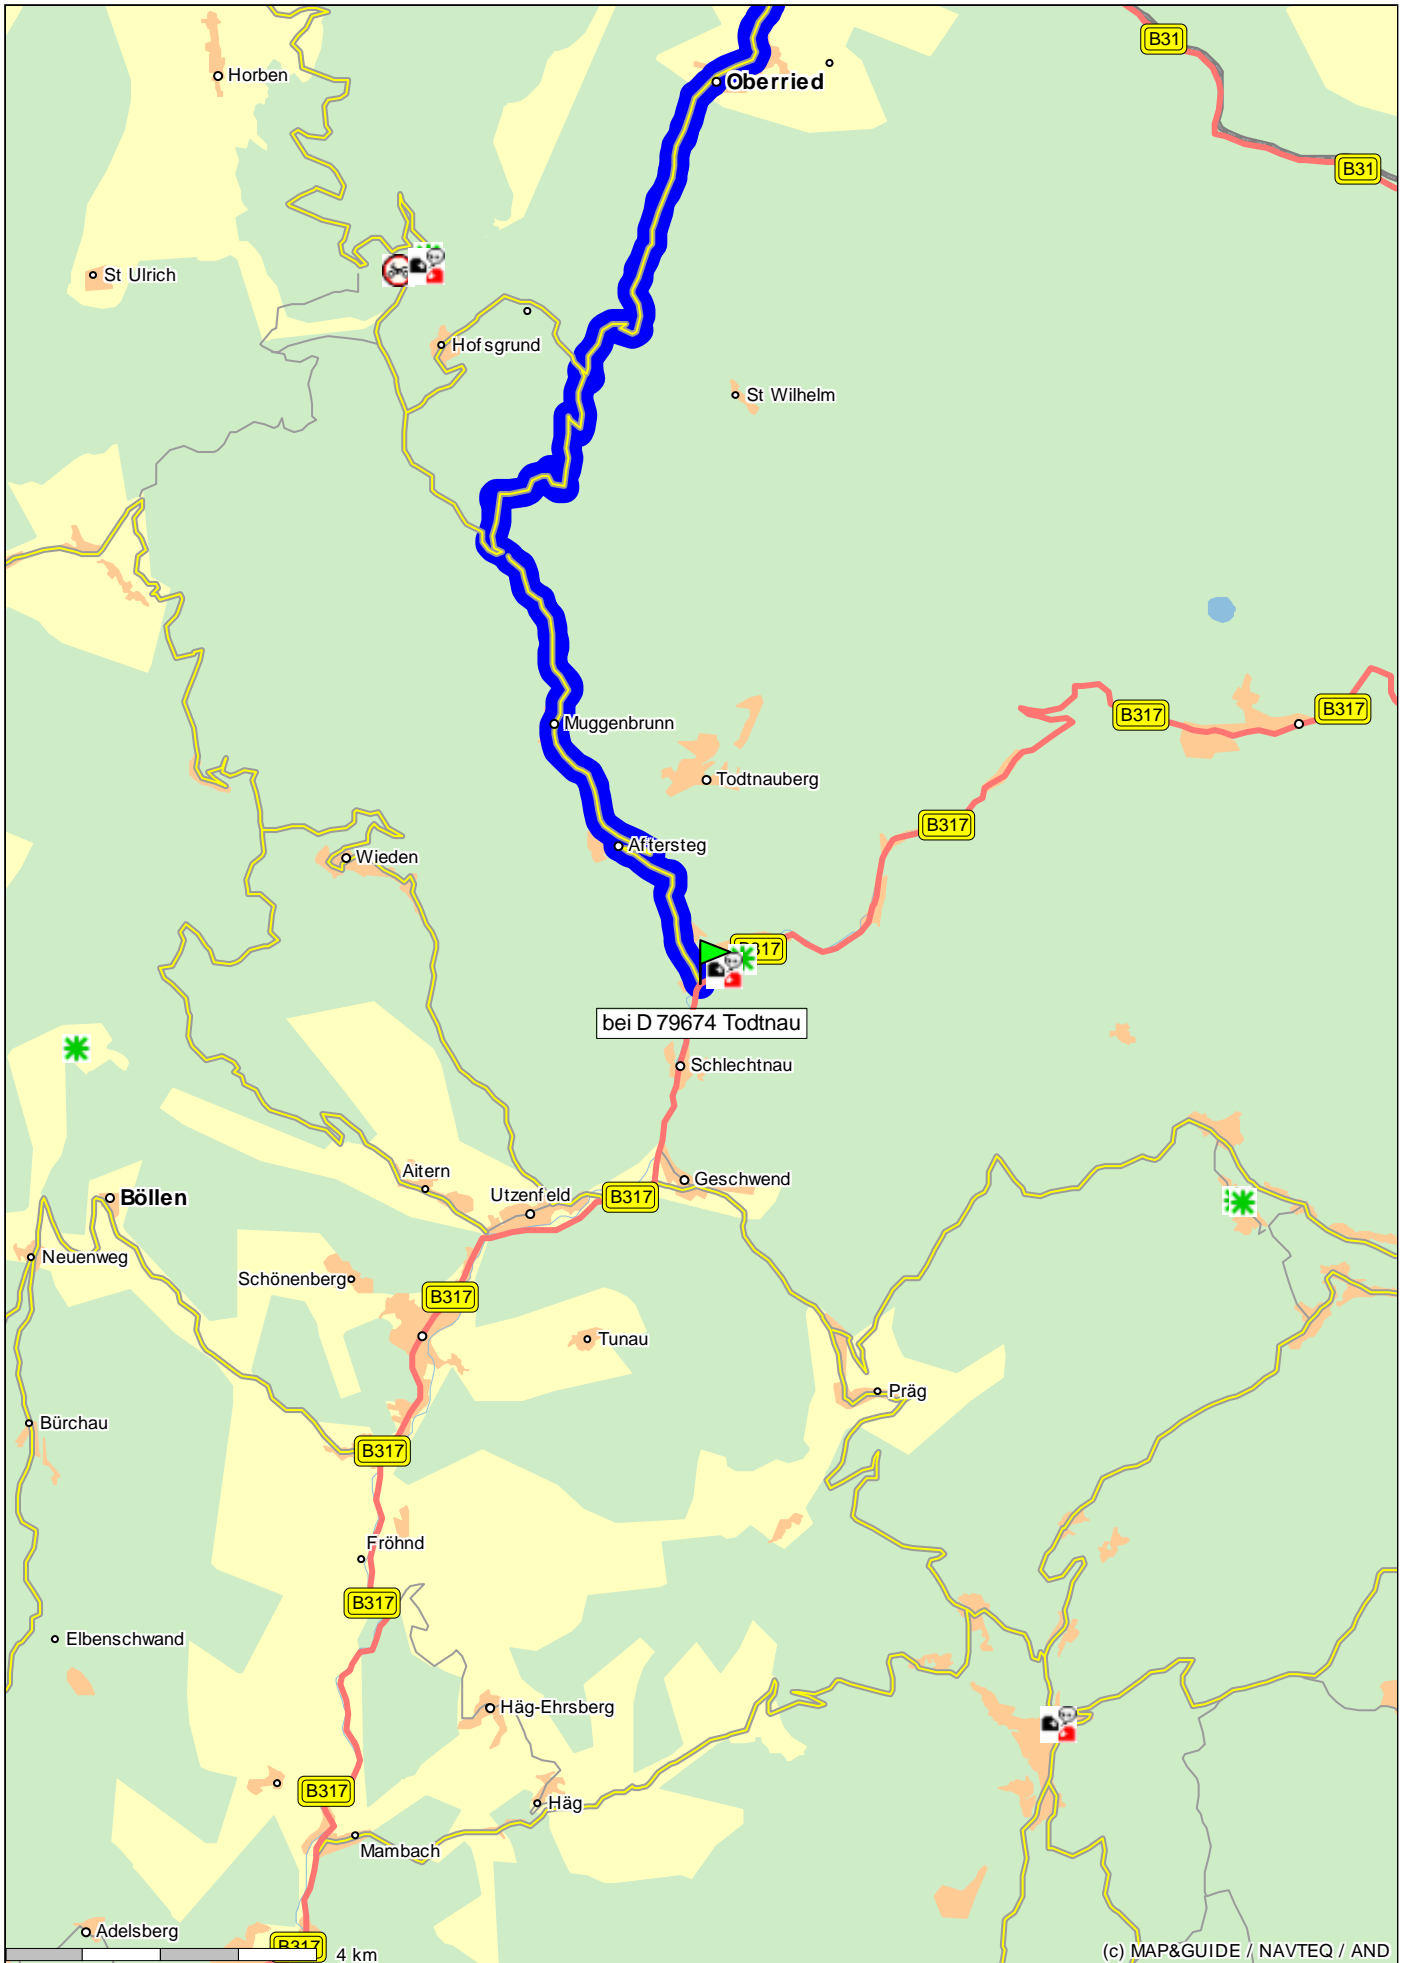 B31
Horben
Oberried
B31
St Ulrich
Hofsgrund
St Wilhelm
B317
B317
Muggenbrunn
Todtnauberg
B317
Aftersteg
Wieden
B317
bei D 79674 Todtnau
Schlechtnau
Aitern
Geschwend
Utzenfeld
B317
Böllen
Neuenweg
Schönenberg
B317
Tunau
Präg
Bürchau
B317
Fröhnd
B317
Elbenschwand
Häg-Ehrsberg
B317
Häg
Mambach
Adelsberg
B317
4 km
(c) MAP&GUIDE / NAVTEQ / AND